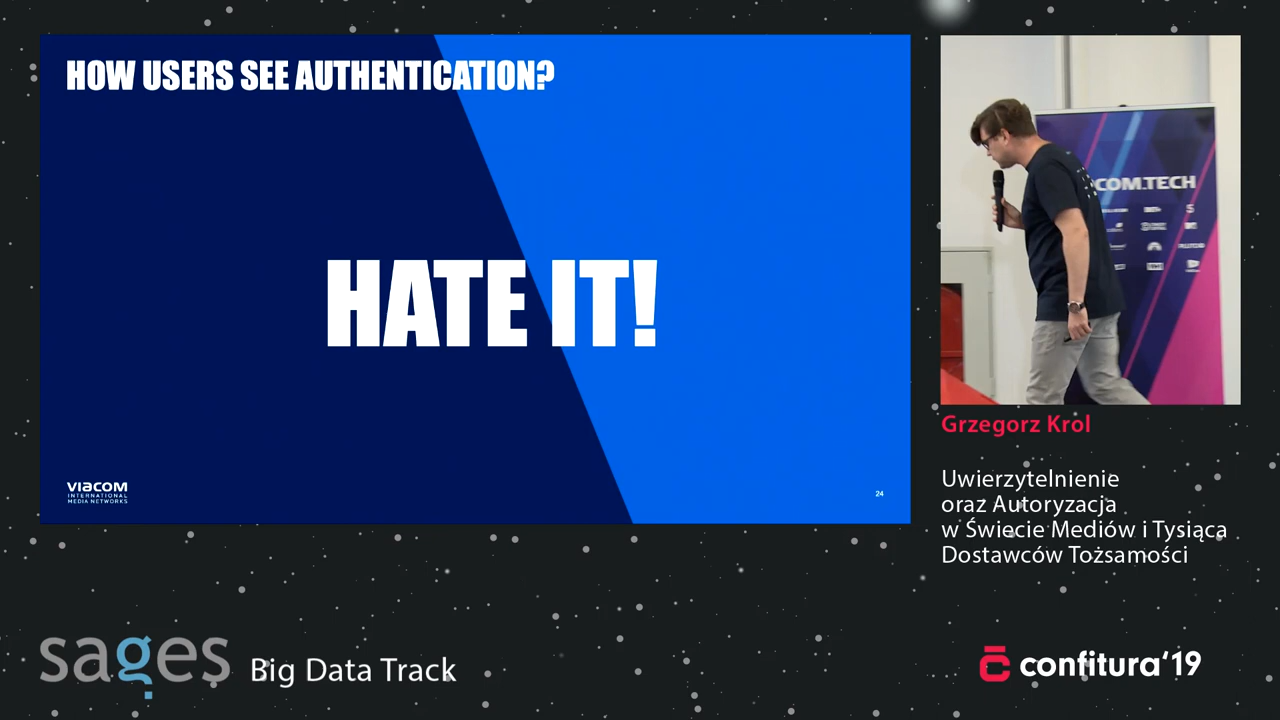 HOW USERS SEE AUTHENTICATION?
HATE IT!
VIACOM
INTERNATIONAL
MEDIA NETWORKS
24
COM.TECH
Grzegorz Krol
Uwierzytelnienie
oraz Autoryzacja
w Świecie Mediów i Tysiąca
Dostawców Tożsamości
sages
Big Data Track
confitura'19